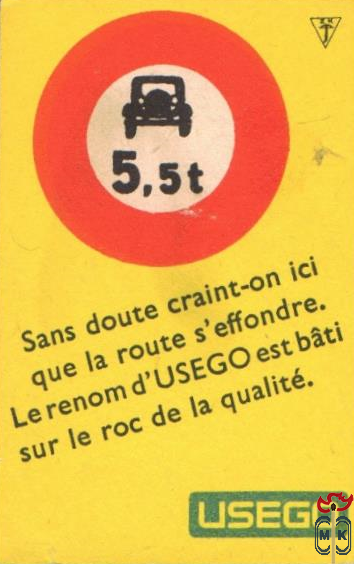 5,5t
Sans doute craint-on ici
que la route s'effondre.
Le renom d'USEGO est bâti
sur le roc de la qualité.
USEG
MK